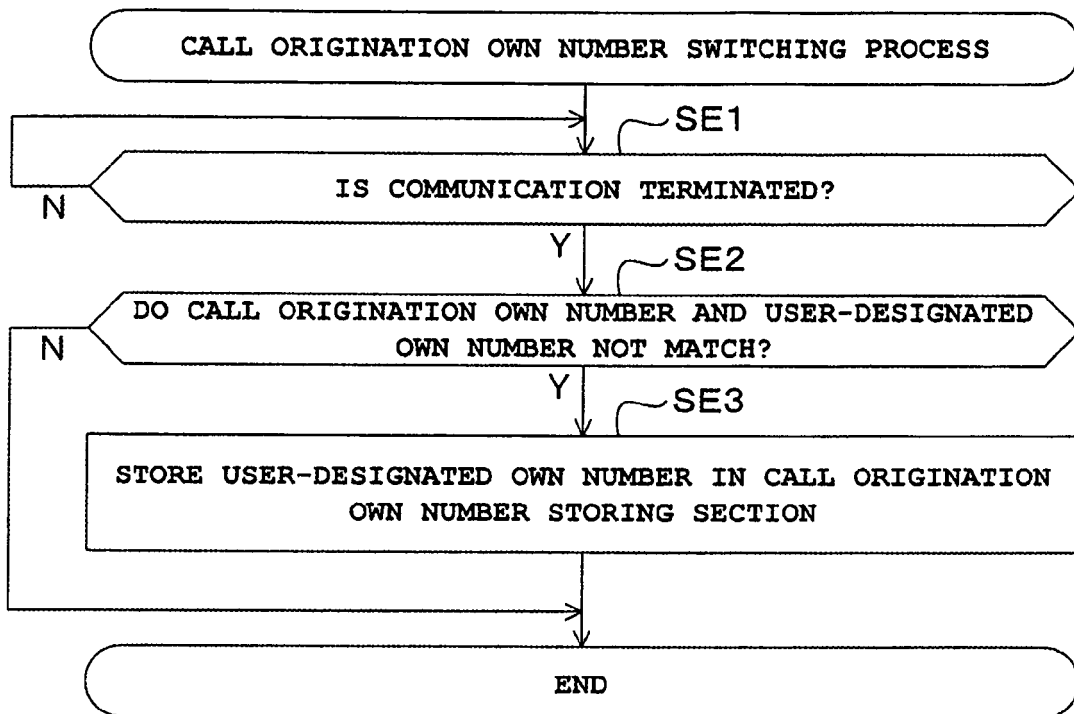 CALL ORIGINATION OWN NUMBER SWITCHING PROCESS
SE1
IS COMMUNICATION TERMINATED?
N
Y
SE2
DO CALL ORIGINATION OWN NUMBER AND USER-DESIGNATED
OWN NUMBER NOT MATCH?
N
Y
SE3
STORE USER-DESIGNATED OWN NUMBER IN CALL ORIGINATION
OWN NUMBER STORING SECTION
END